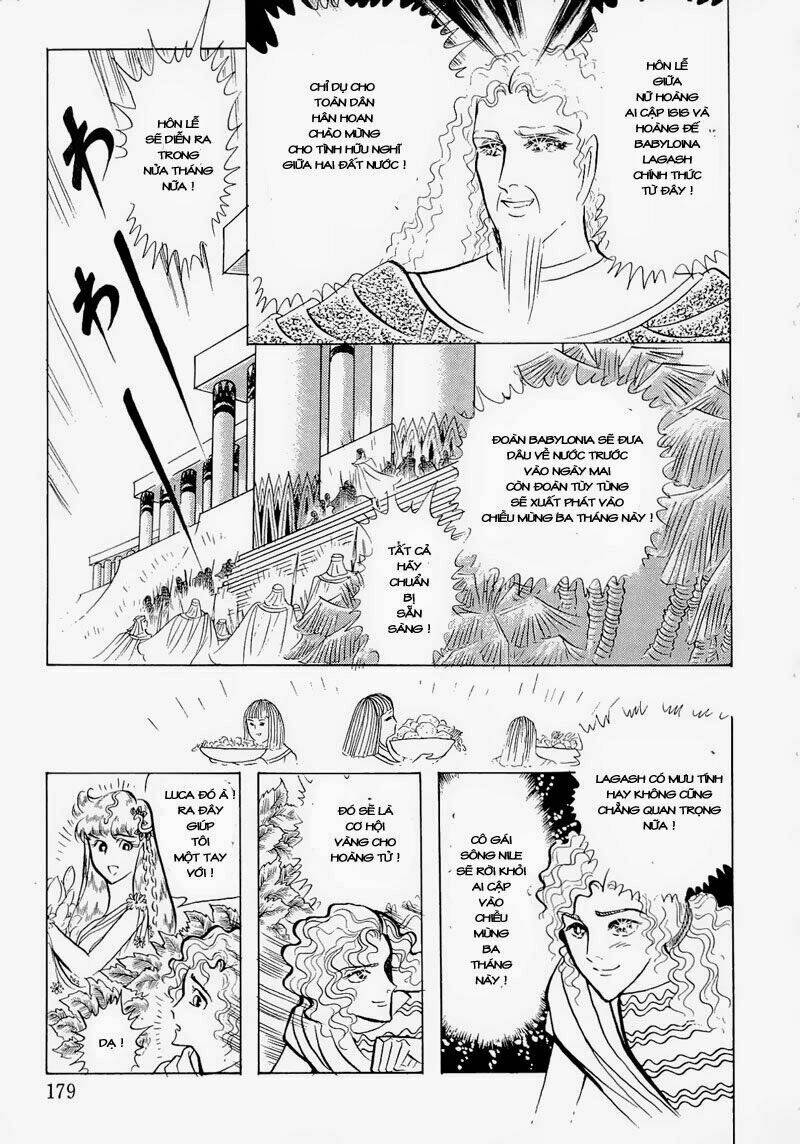 HÔN LỄ
GIỮA
NỮ HOÀNG
AI CẬP ISIS VÀ
HOÀNG ĐẾ
BABYLOINA
LAGASH
CHÍNH THỨC
TỪ ĐÂY !
CHỈ DỤ CHO
TOÀN DÂN
HÂN HOAN
CHÀO MỪNG
CHO TÌNH HỮU NGHĨ
GIỮA HAI ĐẤT NƯỚC !
HÔN LỄ
SẼ DIỄN RA
TRONG
NỬA THÁNG
NỮA !
わーっ
わーっ
ĐOÀN BABYLONIA SẼ ĐƯA
DÂU VỀ NƯỚC TRƯỚC
VÀO NGÀY MAI
CÒN ĐOÀN TÙY TÙNG
SẼ XUẤT PHÁT VÀO
CHIỀU MÙNG BA THÁNG NÀY !
TẤT CẢ
HÃY
CHUẨN
BỊ
SẴN
SÀNG !
LAGASH CÓ MƯU TÍNH
HAY KHÔNG CŨNG
CHẲNG QUAN TRỌNG
NỮA !
CÔ GÁI
SÔNG NILE
SẼ RỜI KHỎI
AI CẬP
VÀO
CHIỀU
MÙNG
BA
THÁNG
NÀY !
ĐÓ SẼ LÀ
CƠ HỘI
VÀNG CHO
HOÀNG TỬ !
LUCA ĐÓ À !
RA ĐÂY
GIÚP
TÔI
MỘT TAY
VỚI !
DẠ !
179